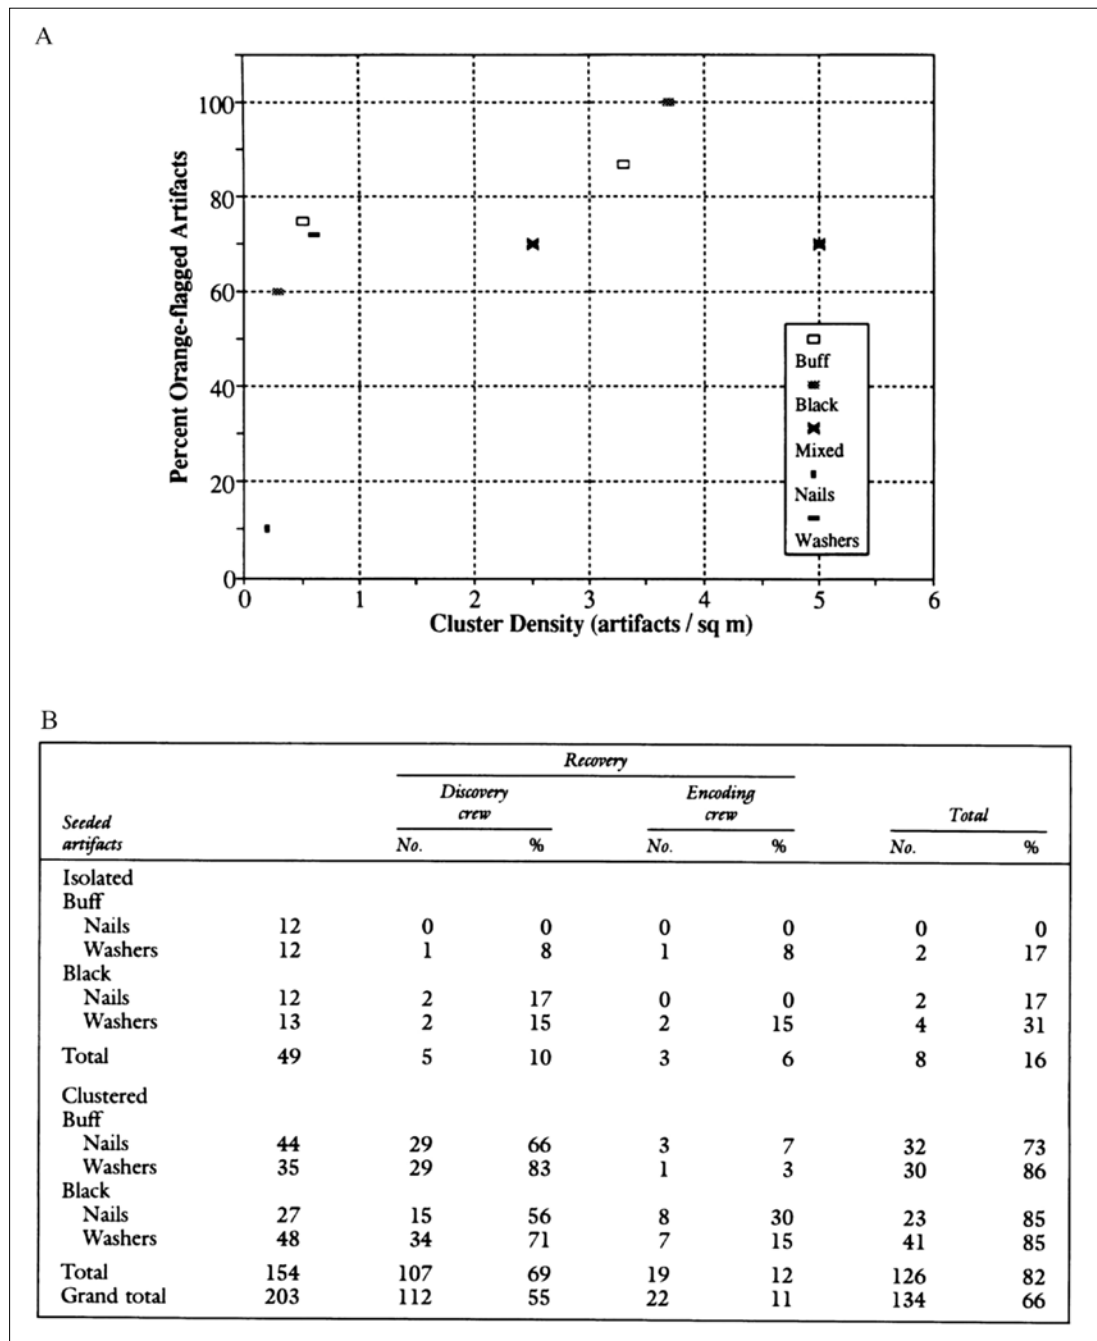 A
Percent Orange-flagged Artifacts
100
80
60
40
20
0
0 1 2 3 4 5 6
Cluster Density (artifacts / sq m)
Buff
Black
Mixed
Nails
Washers
B
Recovery
Discovery crew Encoding crew Total
Seeded artifacts No. % No. % No. %
Isolated
Buff
Nails 12 0 0 0 0 0 0
Washers 12 1 8 1 8 2 17
Black
Nails 12 2 17 0 0 2 17
Washers 13 2 15 2 15 4 31
Total 49 5 10 3 6 8 16
Clustered
Buff
Nails 44 29 66 3 7 32 73
Washers 35 29 83 1 3 30 86
Black
Nails 27 15 56 8 30 23 85
Washers 48 34 71 7 15 41 85
Total 154 107 69 19 12 126 82
Grand total 203 112 55 22 11 134 66